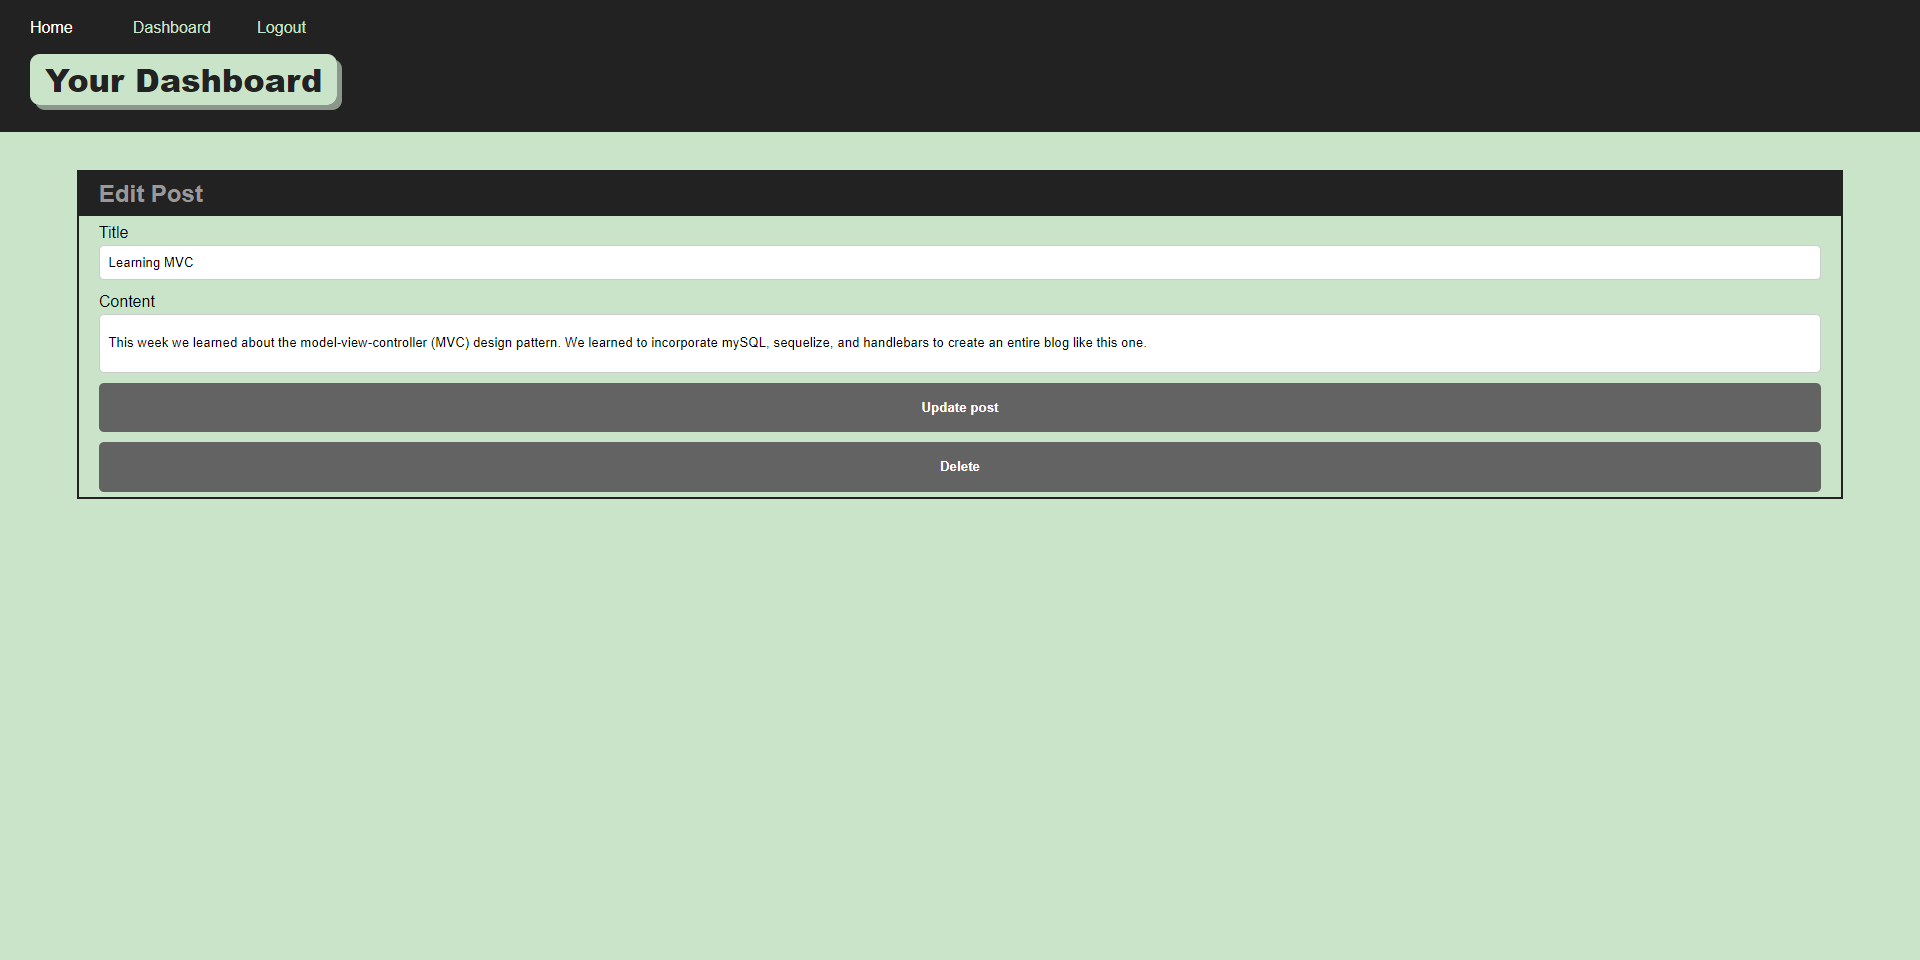 Home Dashboard Logout
Your Dashboard
Edit Post
Title
Learning MVC
Content
This week we learned about the model-view-controller (MVC) design pattern. We learned to incorporate mySQL, sequelize, and handlebars to create an entire blog like this one.
Update post
Delete